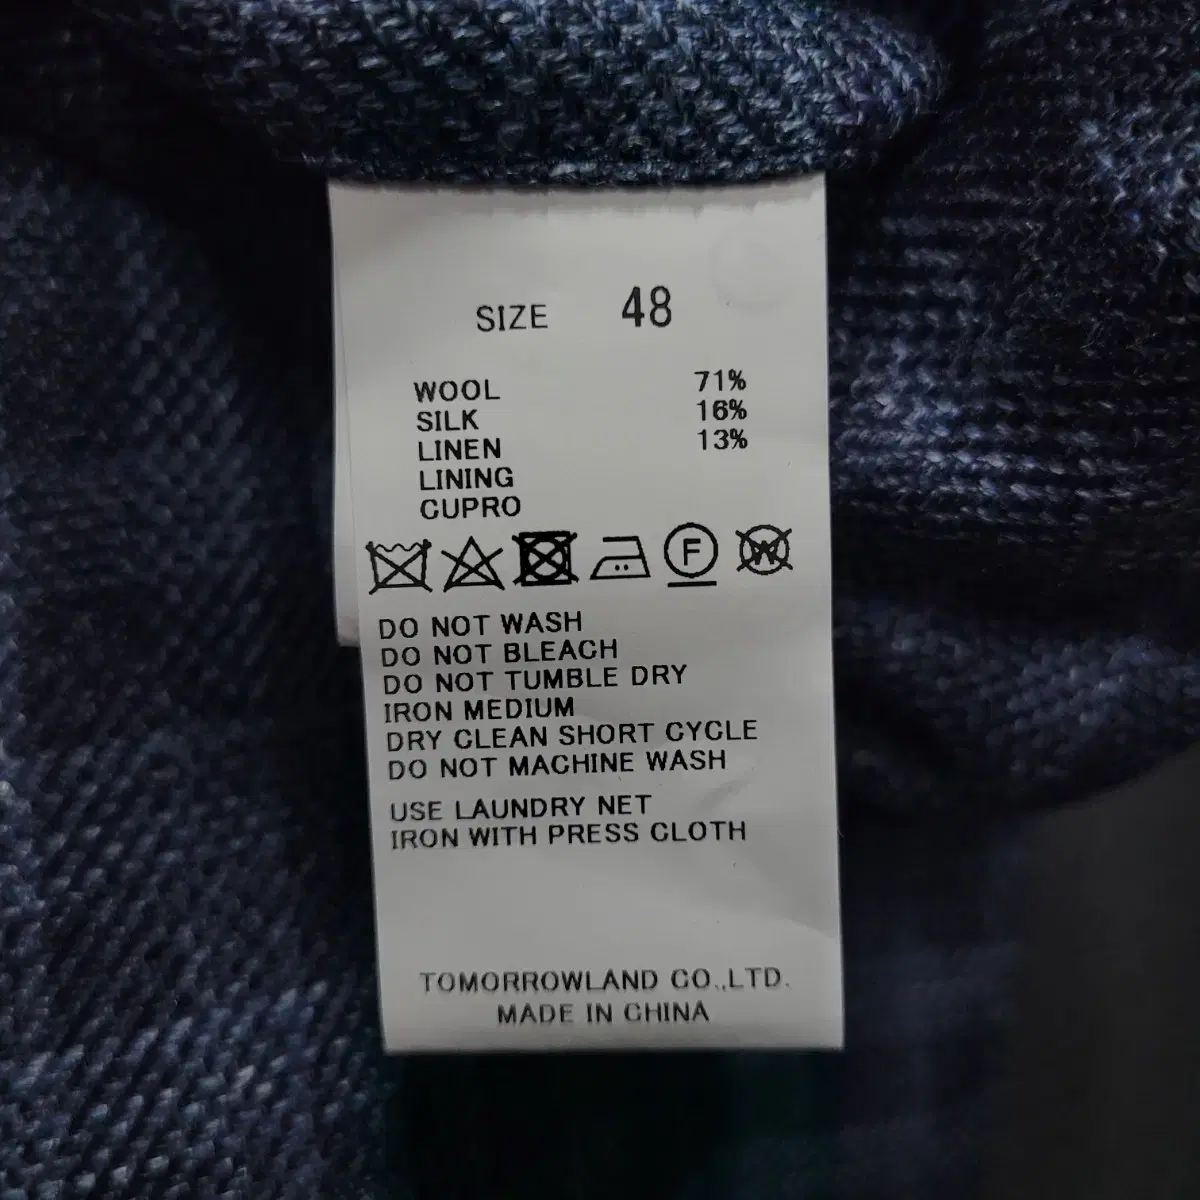 SIZE 48
WOOL 71%
SILK 16%
LINEN 13%
LINING
CUPRO
F W
DO NOT WASH
DO NOT BLEACH
DO NOT TUMBLE DRY
IRON MEDIUM
DRY CLEAN SHORT CYCLE
DO NOT MACHINE WASH
USE LAUNDRY NET
IRON WITH PRESS CLOTH
TOMORROWLAND CO.,LTD.
MADE IN CHINA